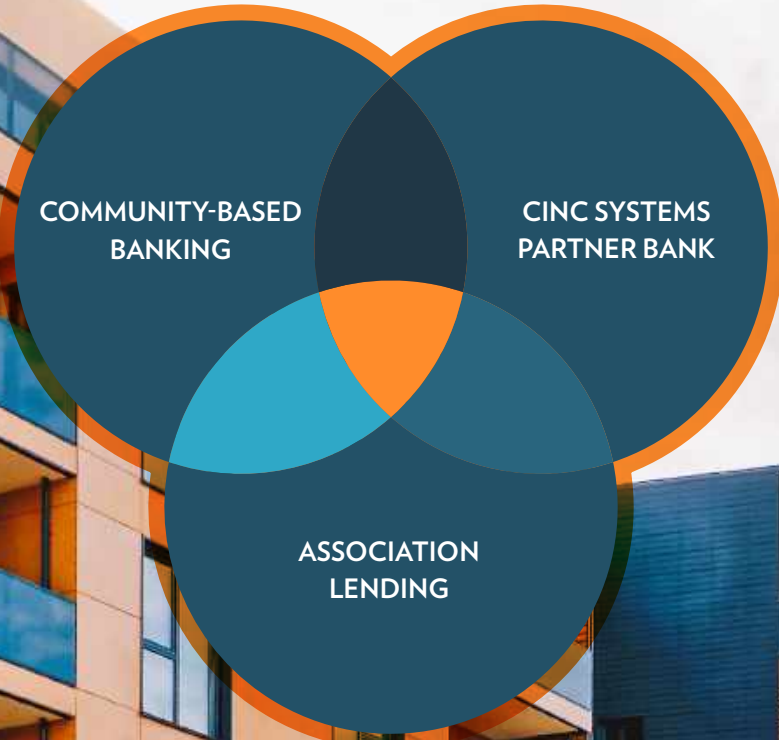 COMMUNITY-BASED
BANKING
CINC SYSTEMS
PARTNER BANK
ASSOCIATION
LENDING